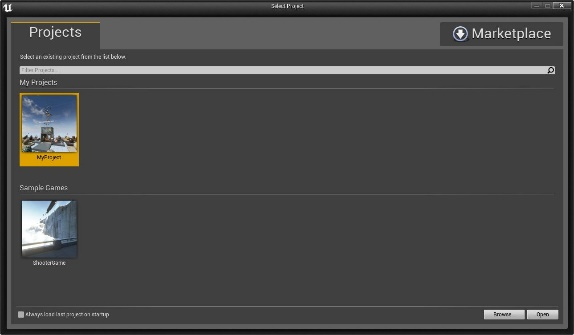 Select Project
Projects
Marketplace
Select an existing project from the list below.
Filter Projects
My Projects
MyProject
Sample Games
ShooterGame
Always load last project on startup
Browse
Open